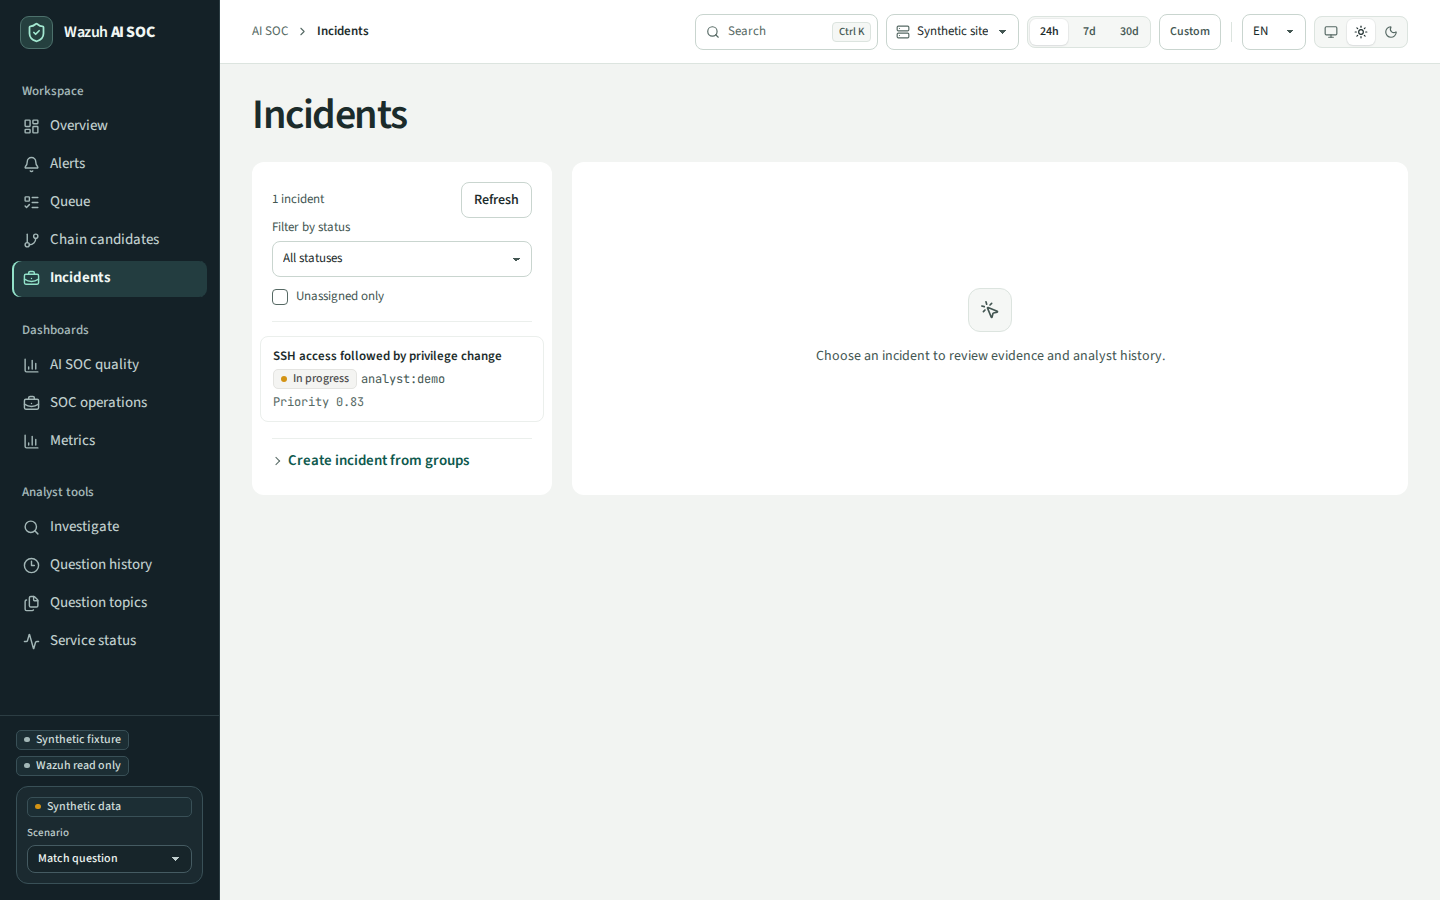 Wazuh AI SOC
Workspace
Overview
Alerts
Queue
Chain candidates
Incidents
Dashboards
AI SOC quality
SOC operations
Metrics
Analyst tools
Investigate
Question history
Question topics
Service status
Synthetic fixture
Wazuh read only
Synthetic data
Scenario
Match question
AI SOC > Incidents
Search Ctrl K
Synthetic site
24h 7d 30d
Custom
EN
Incidents
1 incident
Refresh
Filter by status
All statuses
Unassigned only
SSH access followed by privilege change
In progress analyst:demo
Priority 0.83
Create incident from groups
Choose an incident to review evidence and analyst history.